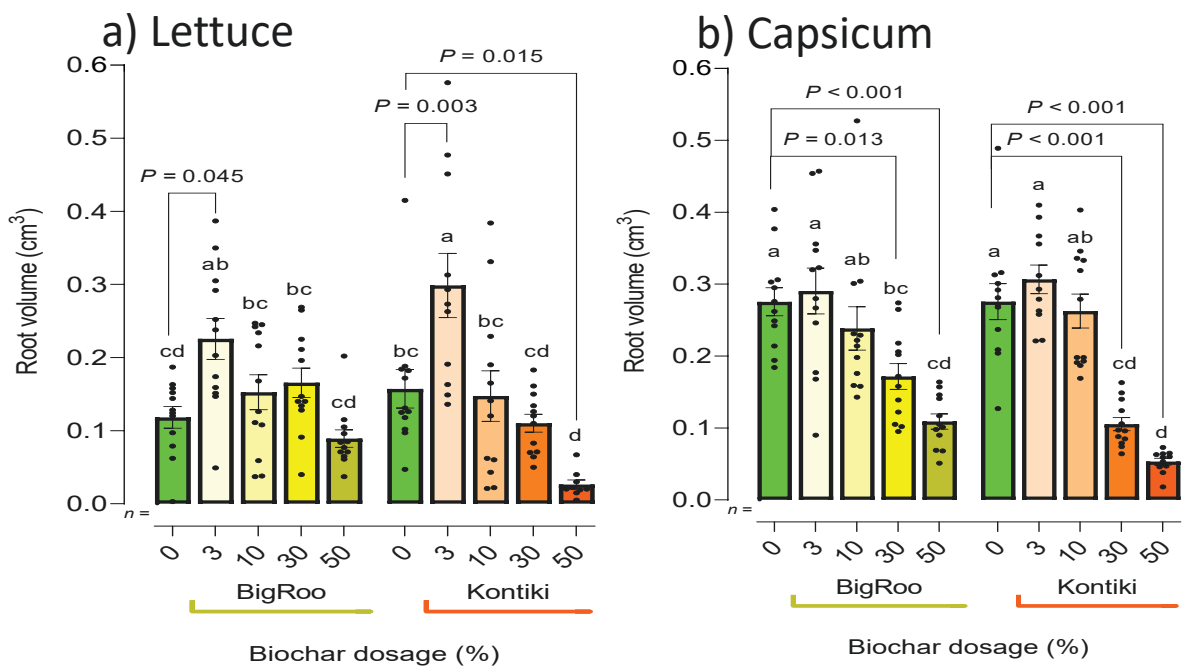 a) Lettuce
Root volume (cm³)
0.6
0.5
0.4
0.3
0.2
0.1
0.0
P = 0.045
P = 0.015
P = 0.003
cd
ab
bc
bc
cd
bc
a
bc
cd
d
n =
0
3
10
30
50
0
3
10
30
50
BigRoo
Kontiki
Biochar dosage (%)
b) Capsicum
Root volume (cm³)
0.6
0.5
0.4
0.3
0.2
0.1
0.0
P < 0.001
P = 0.013
P < 0.001
P < 0.001
a
a
ab
bc
cd
a
a
ab
cd
d
n =
0
3
10
30
50
0
3
10
30
50
BigRoo
Kontiki
Biochar dosage (%)